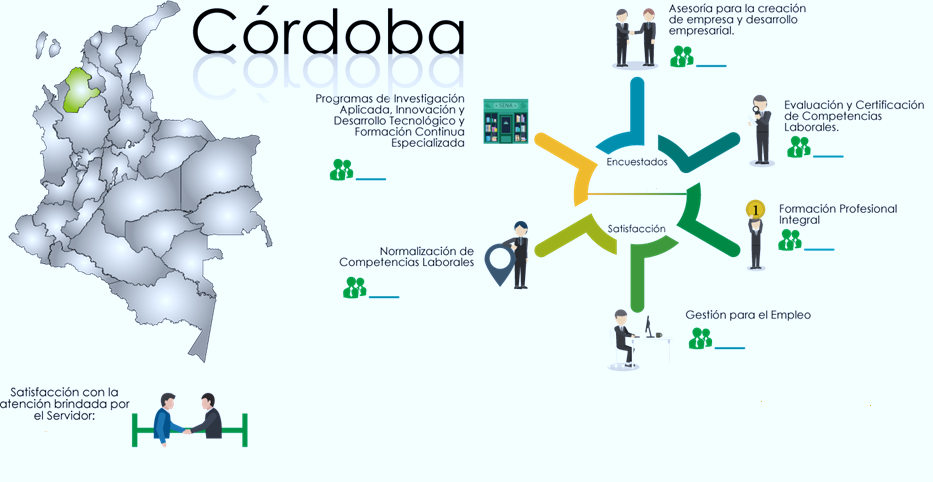 Córdoba
Asesoría para la creación
de empresa y desarrollo
empresarial.
Programas de Investigación
Aplicada, Innovación y
Desarrollo Tecnológico y
Formación Continua
Especializada
SENA
Evaluación y Certificación
de Competencias
Laborales.
Encuestados
Satisfacción
1
Formación Profesional
Integral
Normalización de
Competencias Laborales
Gestión para el Empleo
Satisfacción con la
atención brindada por
el Servidor: